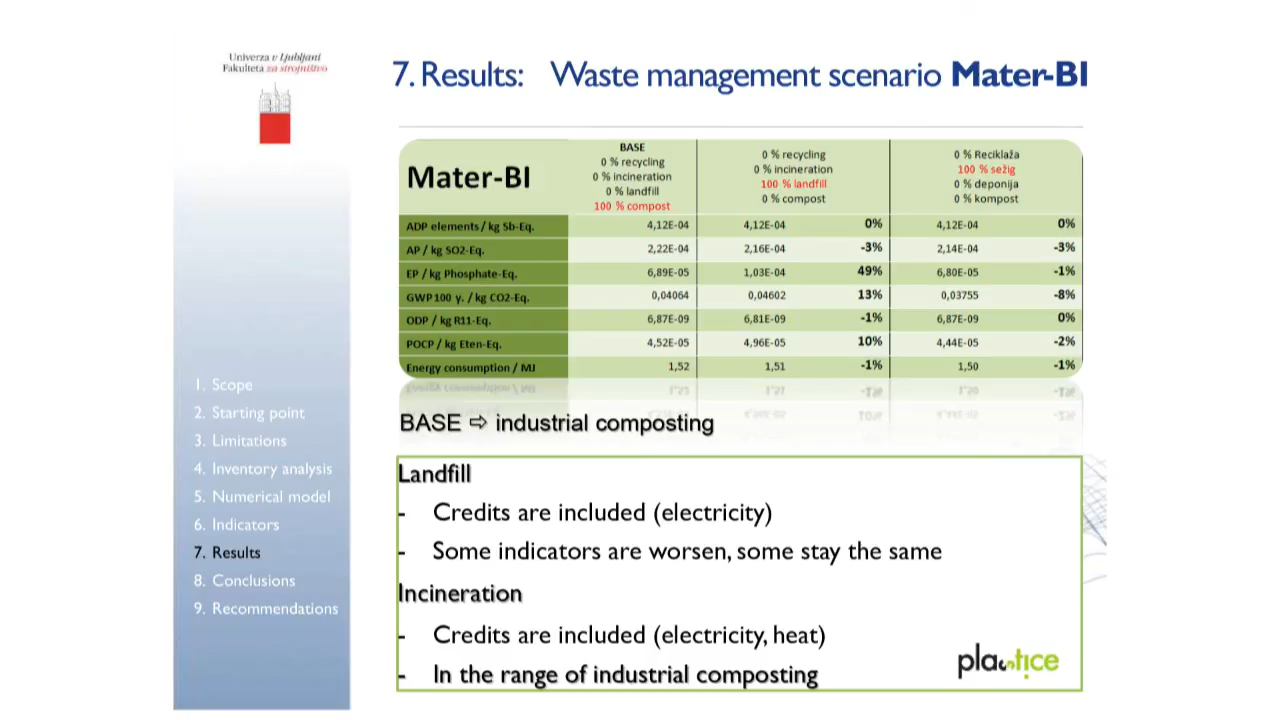 Univerza v Ljubljani
Fakulteta za strojništvo
7. Results: Waste management scenario Mater-BI
Mater-BI
BASE
0 % recycling
0 % incineration
0 % landfill
100 % compost
0 % recycling
0 % incineration
100 % landfill
0 % compost
0 % Reciklaža
100 % sežig
0 % deponija
0 % kompost
ADP elements / kg Sb-Eq. 4,12E-04 4,12E-04 0% 4,12E-04 0%
AP / kg SO2-Eq. 2,22E-04 2,16E-04 -3% 2,14E-04 -3%
EP / kg Phosphate-Eq. 6,89E-05 1,03E-04 49% 6,80E-05 -1%
GWP 100 y. / kg CO2-Eq. 0,04064 0,04602 13% 0,03755 -8%
ODP / kg R11-Eq. 6,87E-09 6,81E-09 -1% 6,87E-09 0%
POCP / kg Eten-Eq. 4,52E-05 4,96E-05 10% 4,44E-05 -2%
Energy consumption / MJ 1,52 1,51 -1% 1,50 -1%
BASE ⇨ industrial composting
Landfill
- Credits are included (electricity)
- Some indicators are worsen, some stay the same
Incineration
- Credits are included (electricity, heat)
- In the range of industrial composting
1. Scope
2. Starting point
3. Limitations
4. Inventory analysis
5. Numerical model
6. Indicators
7. Results
8. Conclusions
9. Recommendations
plastice